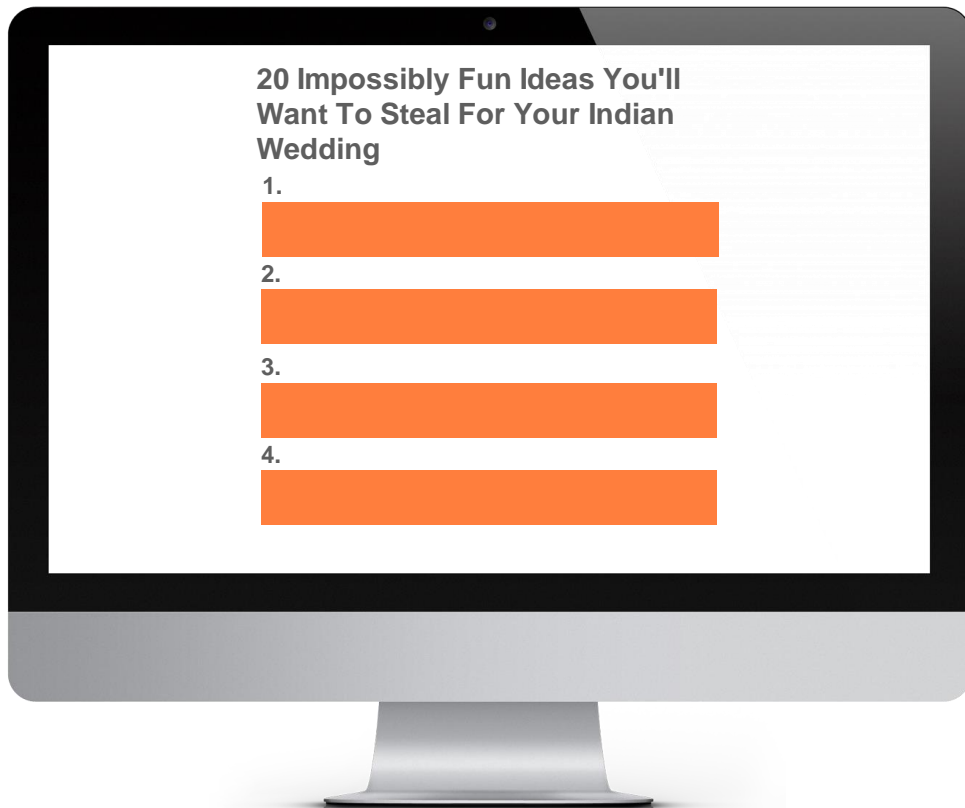 20 Impossibly Fun Ideas You'll
Want To Steal For Your Indian
Wedding
1.
2.
3.
4.